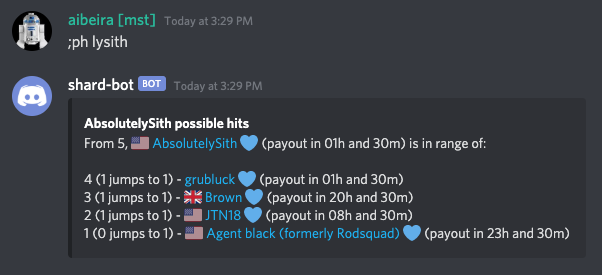 aibeira [mst] Today at 3:29 PM
;ph lysith
shard-bot BOT Today at 3:29 PM
AbsolutelySith possible hits
From 5, 🇺🇸 AbsolutelySith 💙 (payout in 01h and 30m) is in range of:
4 (1 jumps to 1) - grubluck 💙 (payout in 01h and 30m)
3 (1 jumps to 1) - 🇬🇧 Brown 💙 (payout in 20h and 30m)
2 (1 jumps to 1) - 🇺🇸 JTN18 💙 (payout in 08h and 30m)
1 (0 jumps to 1) - 🇺🇸 Agent black (formerly Rodsquad) 💙 (payout in 23h and 30m)